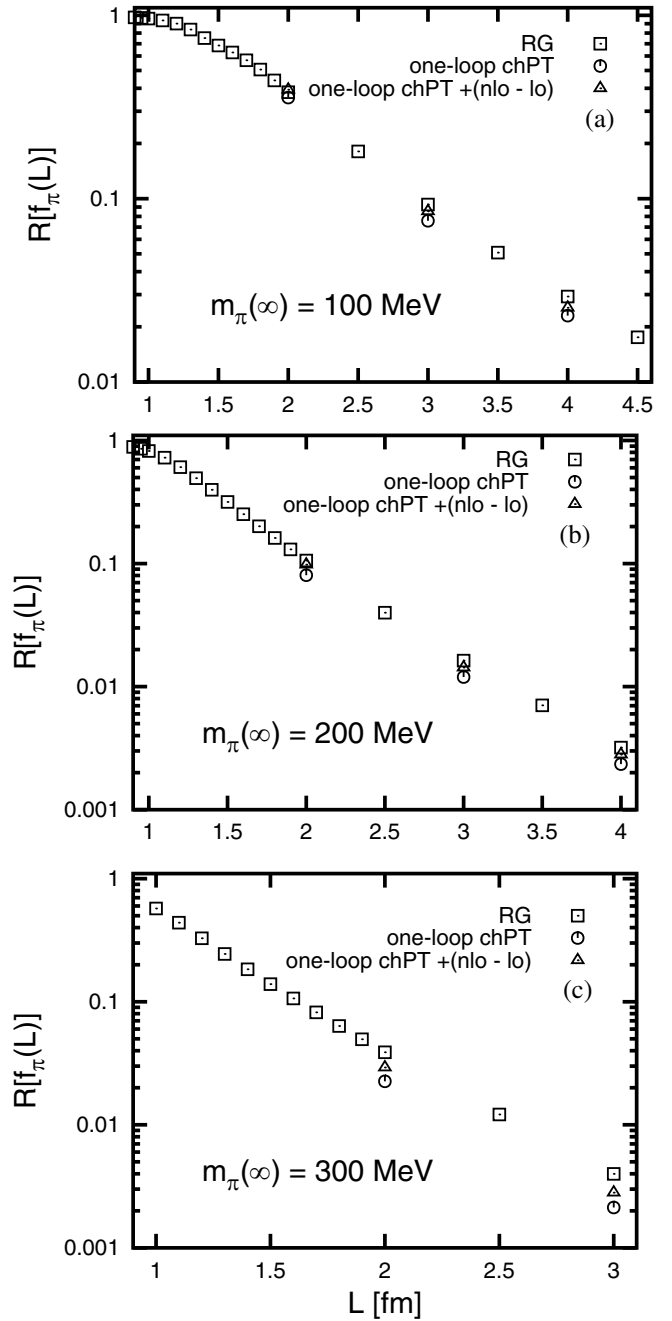 1
RG
one-loop chPT
one-loop chPT +(nlo - lo)
(a)
0.1
R[f_π(L)]
m_π(∞) = 100 MeV
0.01
1 1.5 2 2.5 3 3.5 4 4.5
1
RG
one-loop chPT
one-loop chPT +(nlo - lo)
(b)
0.1
R[f_π(L)]
0.01
m_π(∞) = 200 MeV
0.001
1 1.5 2 2.5 3 3.5 4
1
RG
one-loop chPT
one-loop chPT +(nlo - lo)
(c)
0.1
R[f_π(L)]
0.01
m_π(∞) = 300 MeV
0.001
1 1.5 2 2.5 3
L [fm]